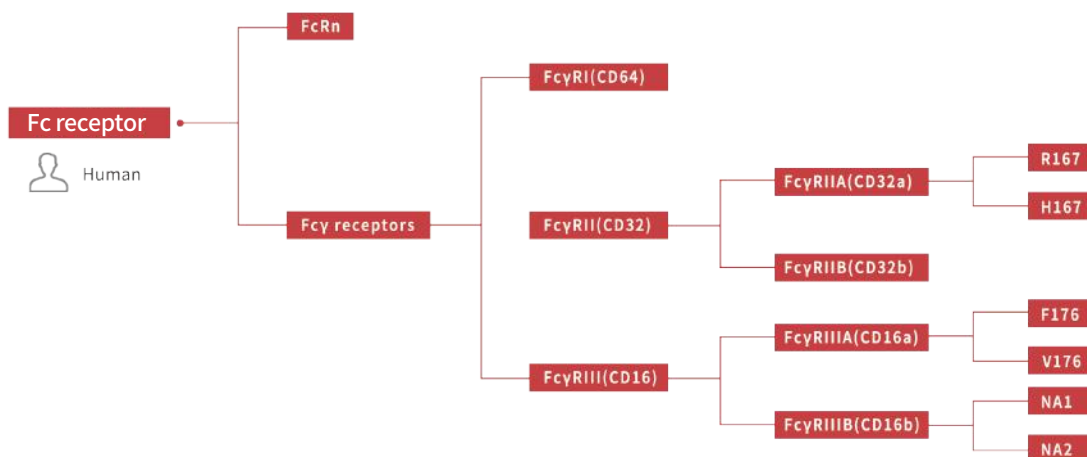 FcRn
FcγRI(CD64)
Fc receptor
Human
R167
FcγRIIA(CD32a)
H167
Fcγ receptors
FcγRII(CD32)
FcγRIIB(CD32b)
F176
FcγRIIIA(CD16a)
V176
FcγRIII(CD16)
NA1
FcγRIIIB(CD16b)
NA2